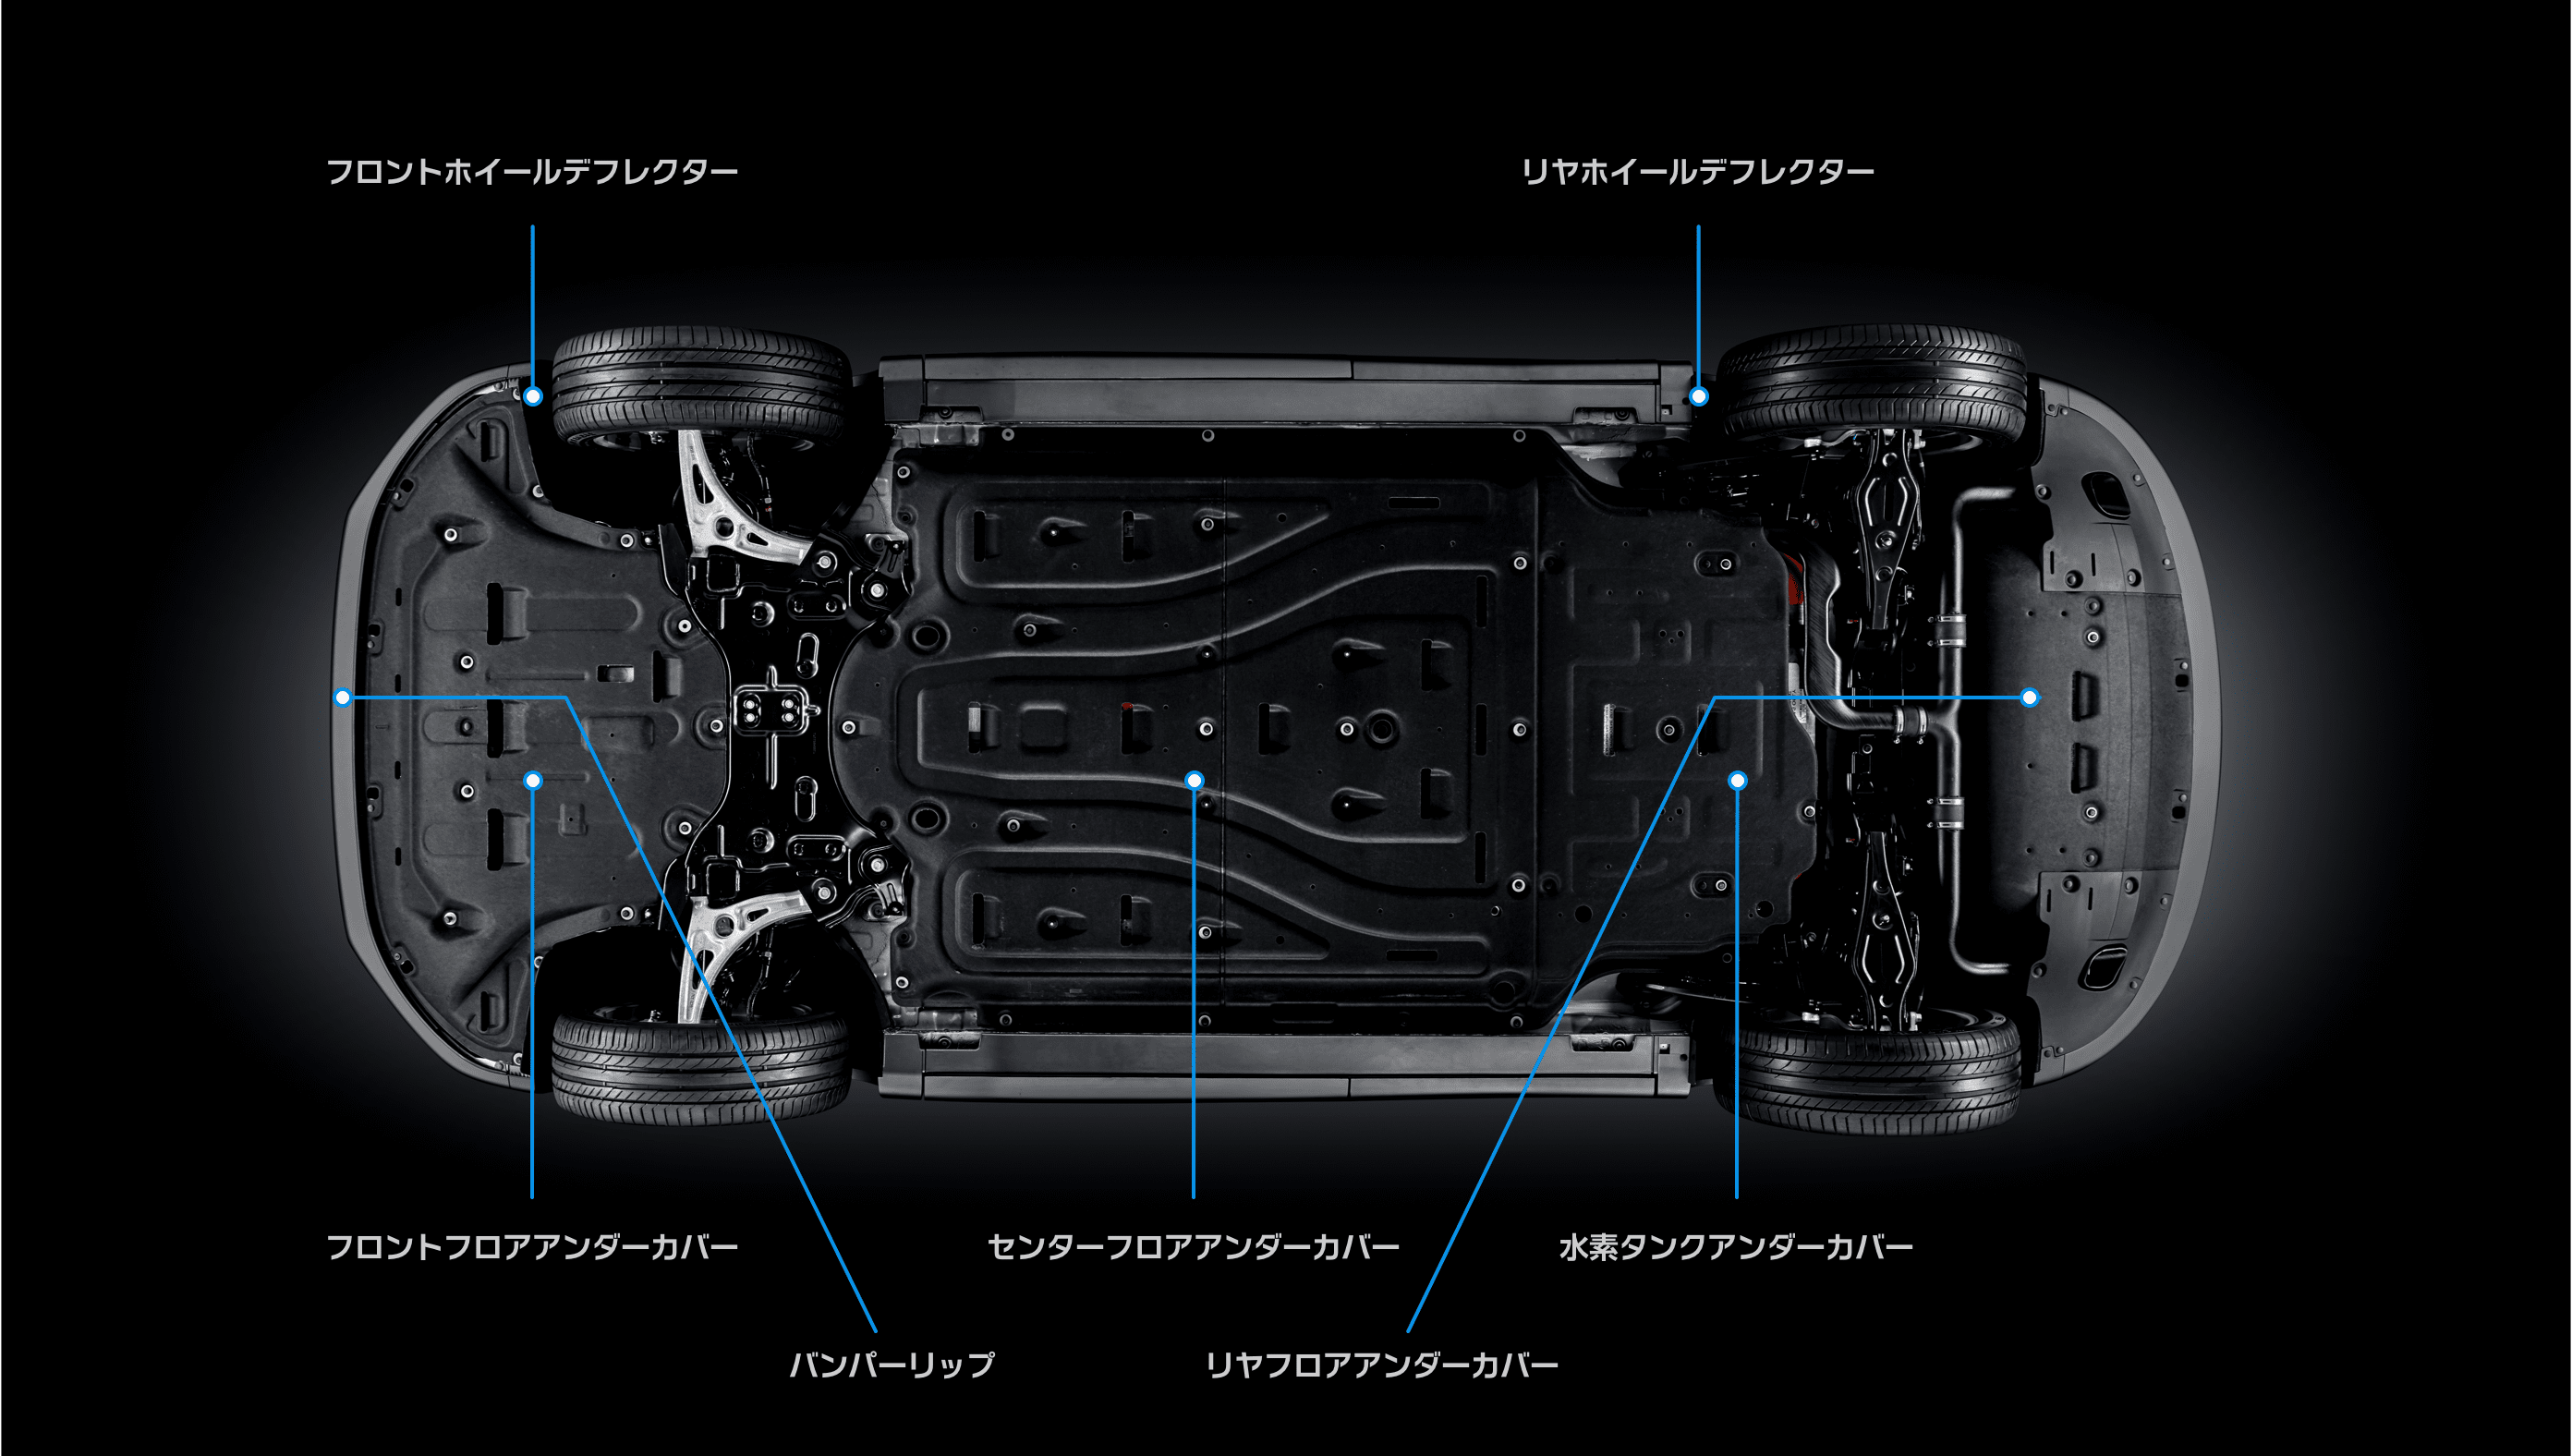 フロントホイールデフレクター
リヤホイールデフレクター
フロントフロアアンダーカバー
センターフロアアンダーカバー
水素タンクアンダーカバー
バンパーリップ
リヤフロアアンダーカバー